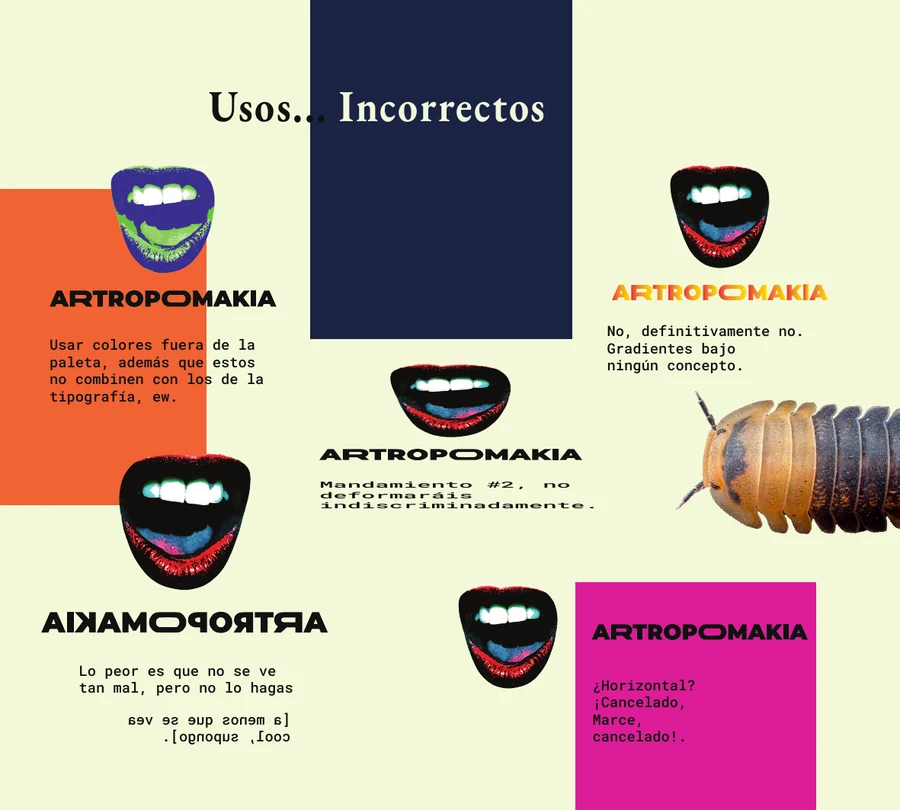 Usos... Incorrectos
ARTROPOMAKIA
Usar colores fuera de la
paleta, además que estos
no combinen con los de la
tipografía, ew.
ARTROPOMAKIA
No, definitivamente no.
Gradientes bajo
ningún concepto.
ARTROPOMAKIA
Mandamiento #2, no
deformaráis
indiscriminadamente.
ARTROPOMAKIA
Lo peor es que no se ve
tan mal, pero no lo hagas
[a menos que se vea
cool, supongo].
ARTROPOMAKIA
¿Horizontal?
¡Cancelado,
Marce,
cancelado!.